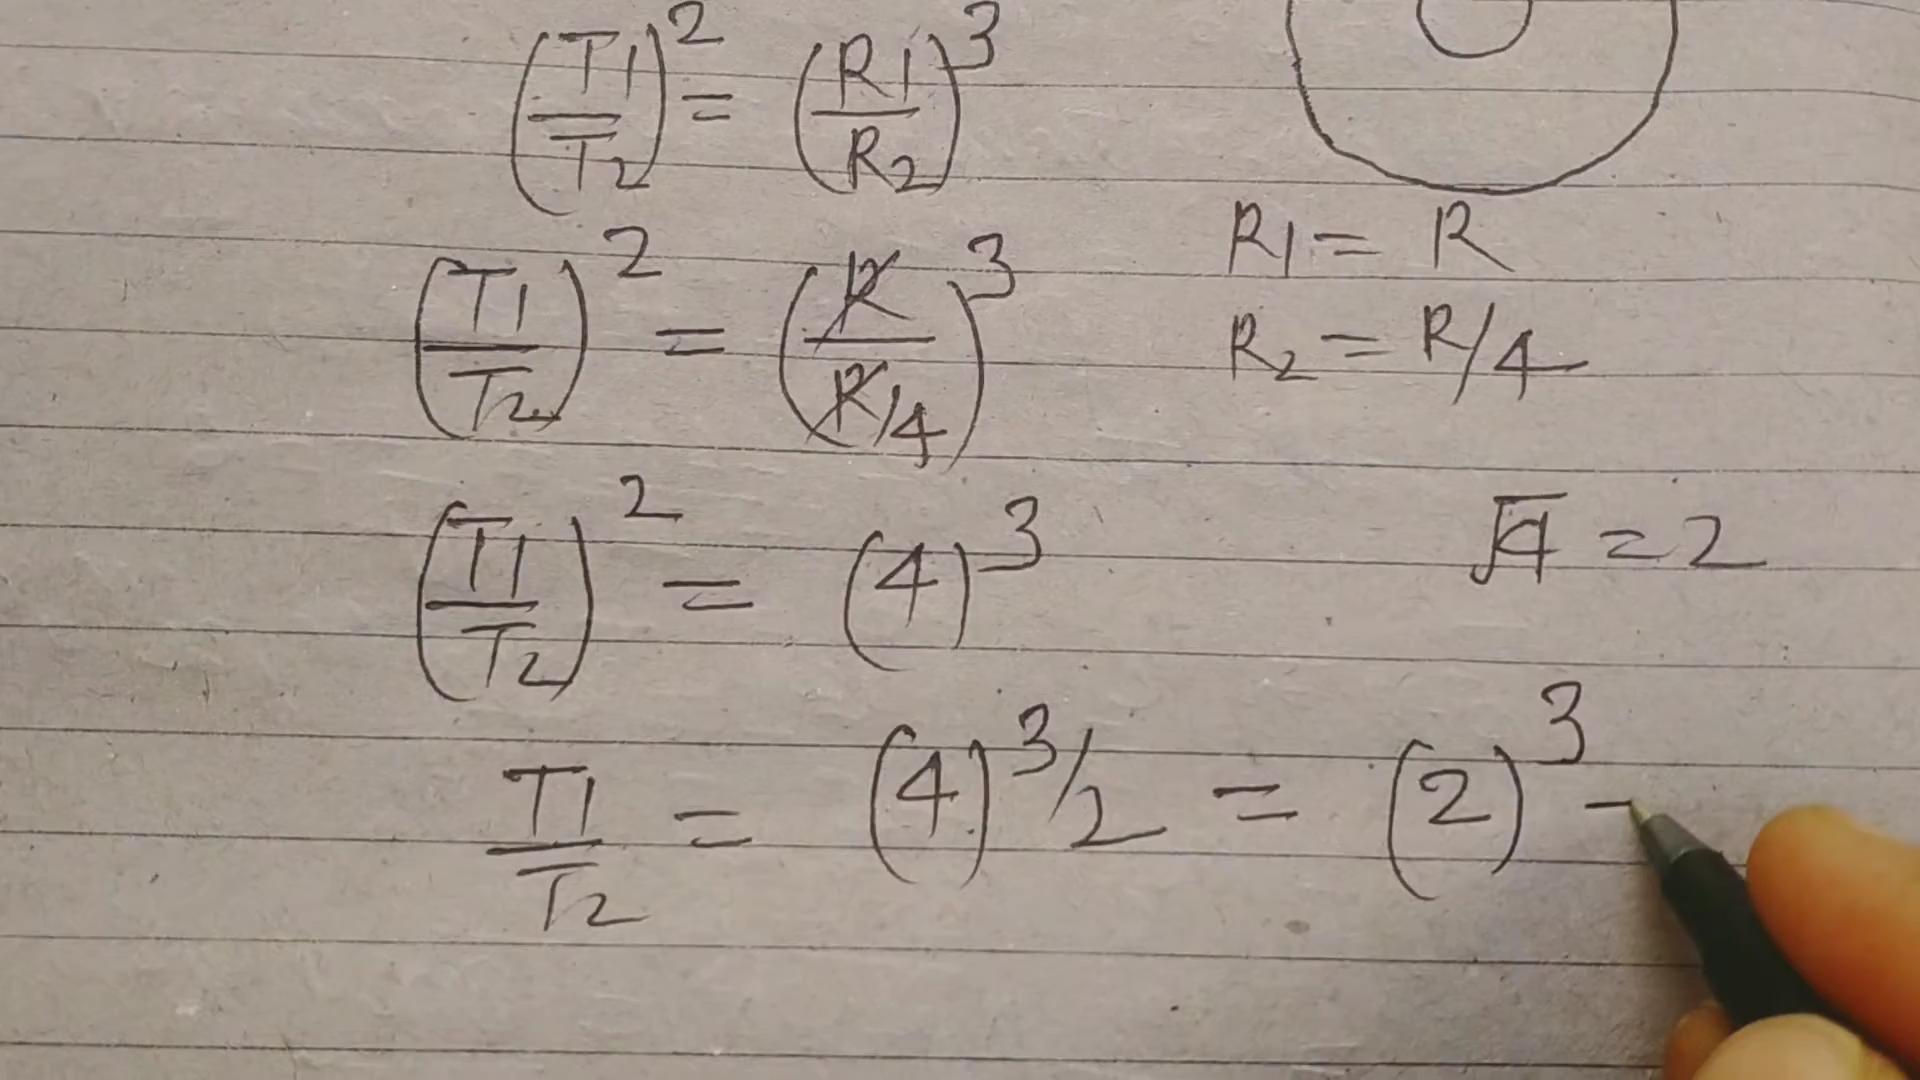 (T1/T2)² = (R1/R2)³
R1 = R
(T1/T2)² = (R/R/4)³
R2 = R/4
(T1/T2)² = (4)³
√4 = 2
T1/T2 = (4)^3/2 = (2)³ -